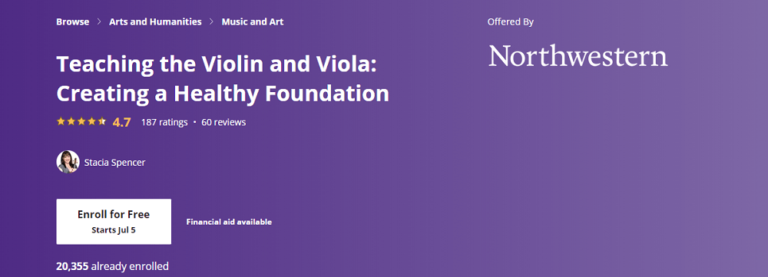 Browse > Arts and Humanities > Music and Art
Offered By
Northwestern
Teaching the Violin and Viola:
Creating a Healthy Foundation
4.7 187 ratings • 60 reviews
Stacia Spencer
Enroll for Free
Starts Jul 5
Financial aid available
20,355 already enrolled